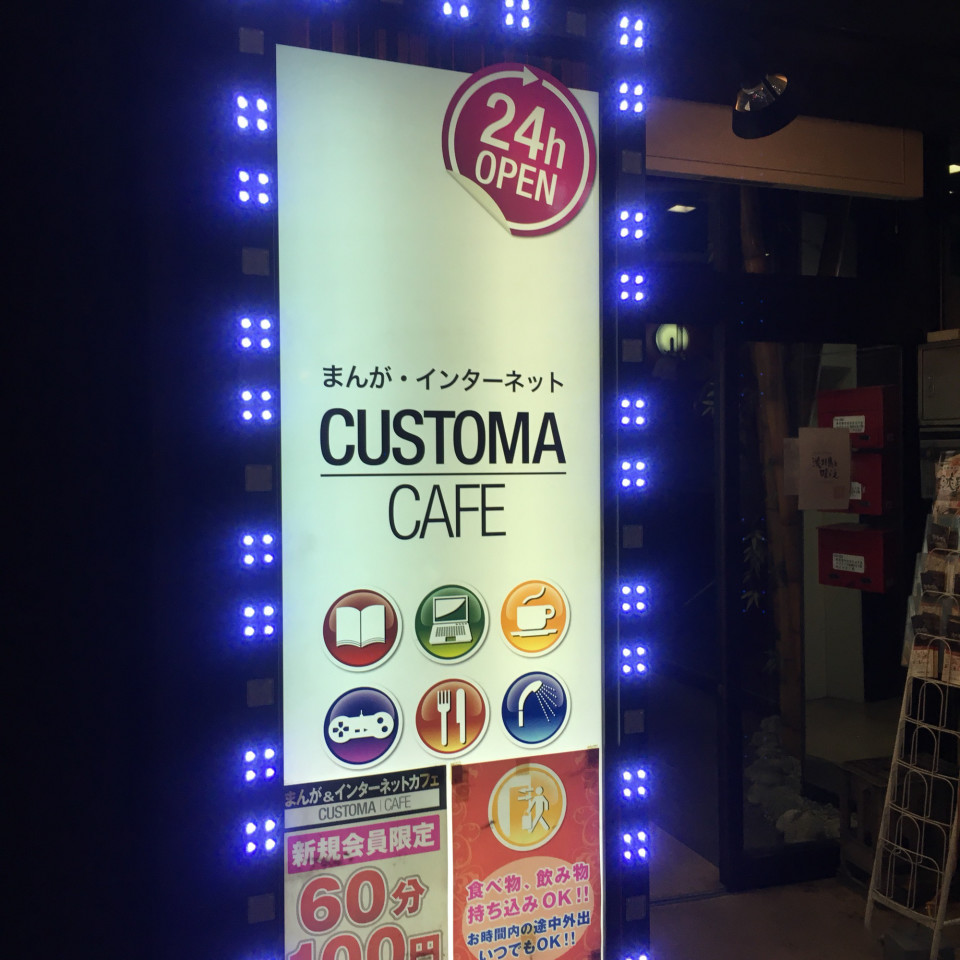 24h
OPEN
まんが・インターネット
CUSTOMA
CAFE
まんが&インターネットカフェ
CUSTOMA CAFE
新規会員限定
60分
100円
食べ物、飲み物
持ち込みOK!!
お時間内の途中外出
いつでもOK!!